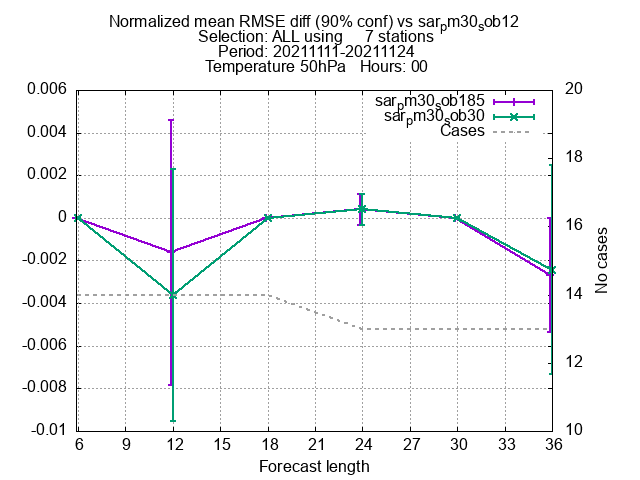 Normalized mean RMSE diff (90% conf) vs sarpm30sob12
Selection: ALL using 7 stations
Period: 20211111-20211124
Temperature 50hPa Hours: 00
sarpm30sob185
sarpm30sob30
Cases
0.006
0.004
0.002
0
-0.002
-0.004
-0.006
-0.008
-0.01
20
18
16
14
12
10
No cases
6 9 12 15 18 21 24 27 30 33 36
Forecast length